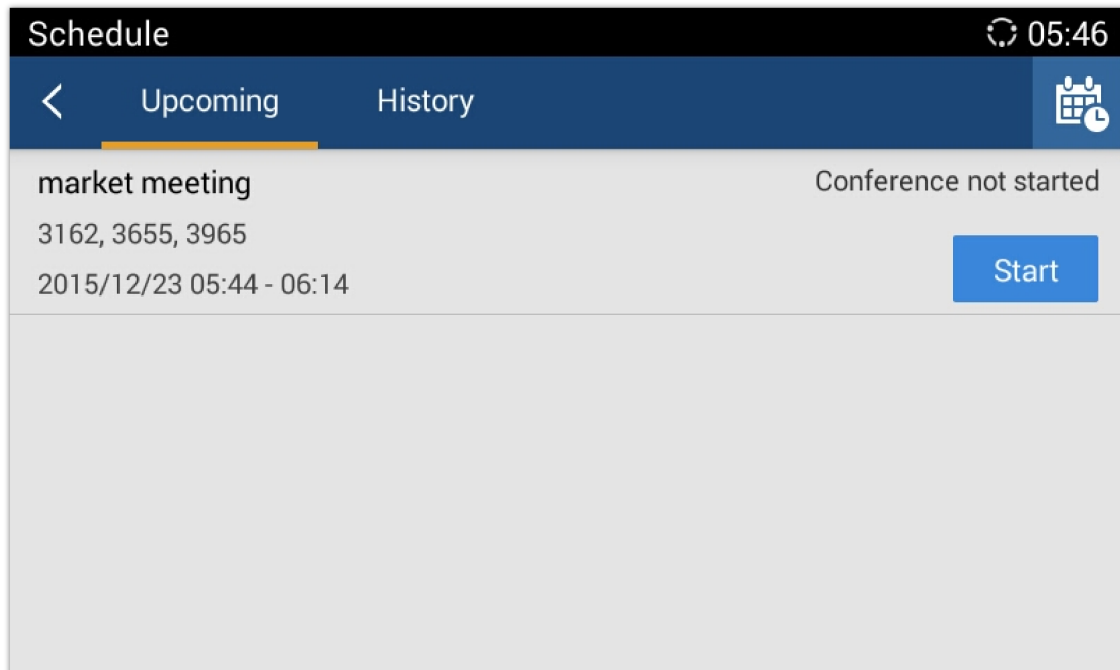 Schedule 05:46
Upcoming History
market meeting Conference not started
3162, 3655, 3965
2015/12/23 05:44 - 06:14 Start